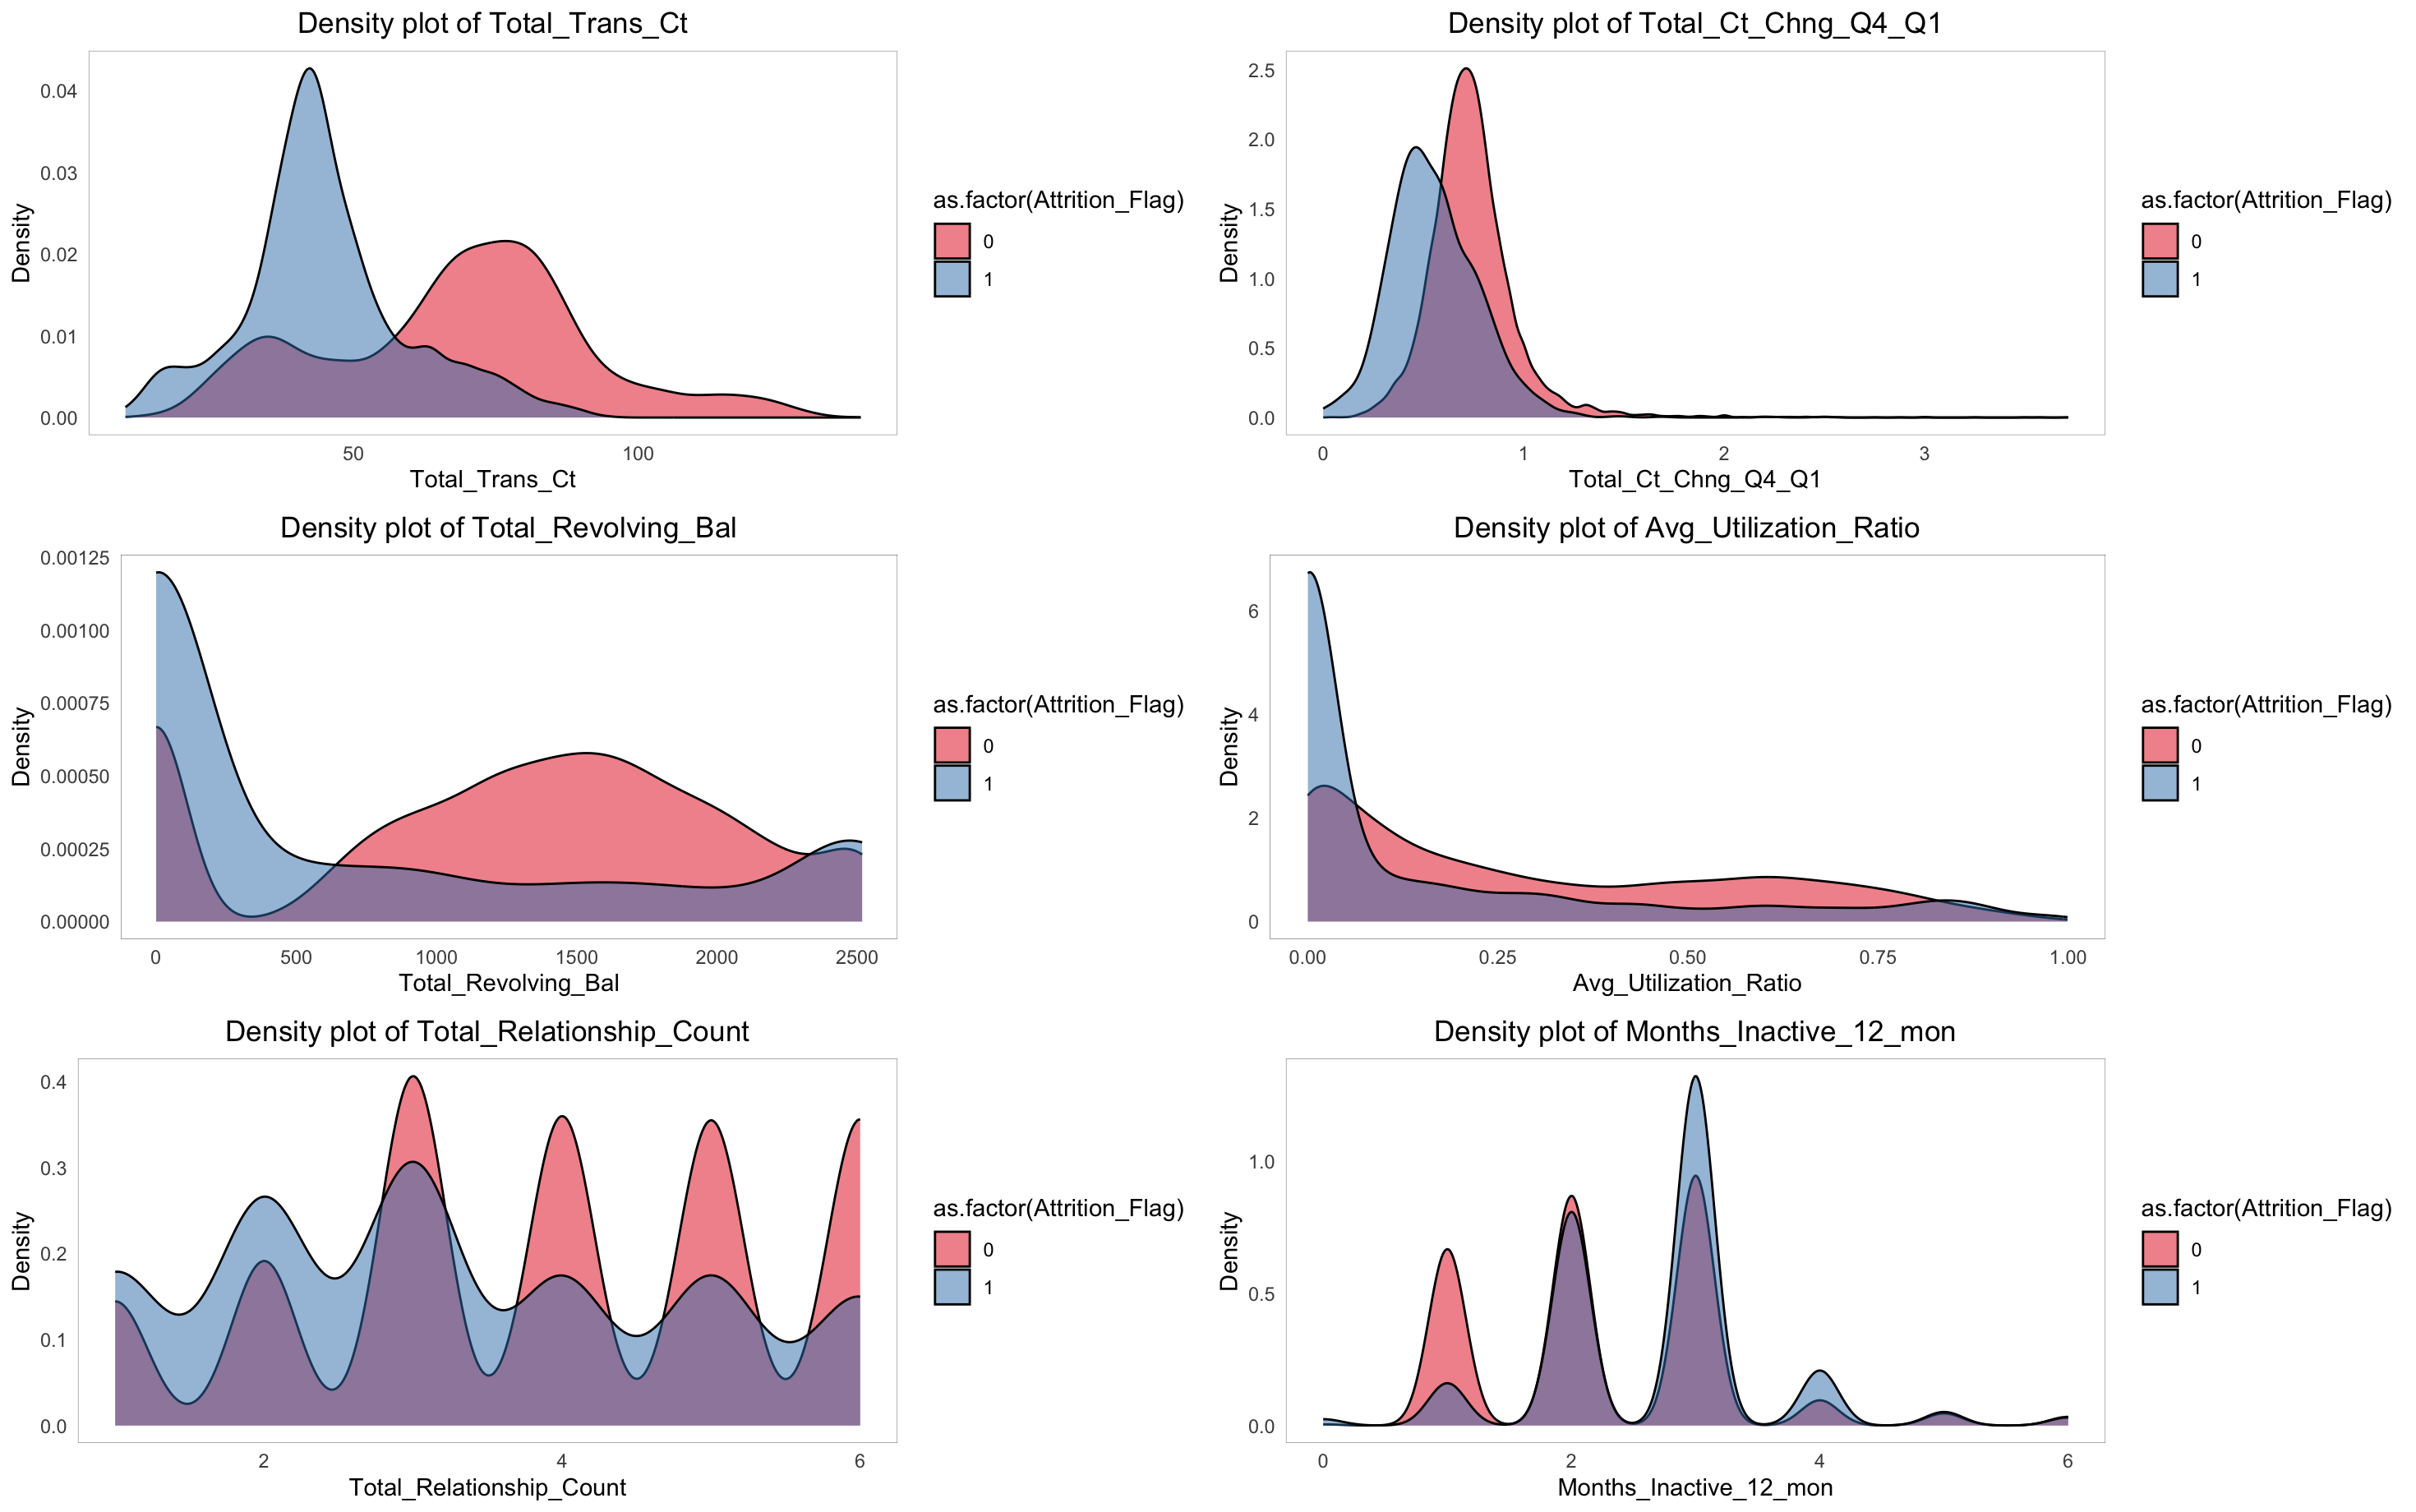 Density plot of Total_Trans_Ct
Density
0.04
0.03
0.02
0.01
0.00
50 100
Total_Trans_Ct
as.factor(Attrition_Flag)
0
1
Density plot of Total_Ct_Chng_Q4_Q1
Density
2.5
2.0
1.5
1.0
0.5
0.0
0 1 2 3
Total_Ct_Chng_Q4_Q1
as.factor(Attrition_Flag)
0
1
Density plot of Total_Revolving_Bal
Density
0.00125
0.00100
0.00075
0.00050
0.00025
0.00000
0 500 1000 1500 2000 2500
Total_Revolving_Bal
as.factor(Attrition_Flag)
0
1
Density plot of Avg_Utilization_Ratio
Density
6
4
2
0
0.00 0.25 0.50 0.75 1.00
Avg_Utilization_Ratio
as.factor(Attrition_Flag)
0
1
Density plot of Total_Relationship_Count
Density
0.4
0.3
0.2
0.1
0.0
2 4 6
Total_Relationship_Count
as.factor(Attrition_Flag)
0
1
Density plot of Months_Inactive_12_mon
Density
1.0
0.5
0.0
0 2 4 6
Months_Inactive_12_mon
as.factor(Attrition_Flag)
0
1